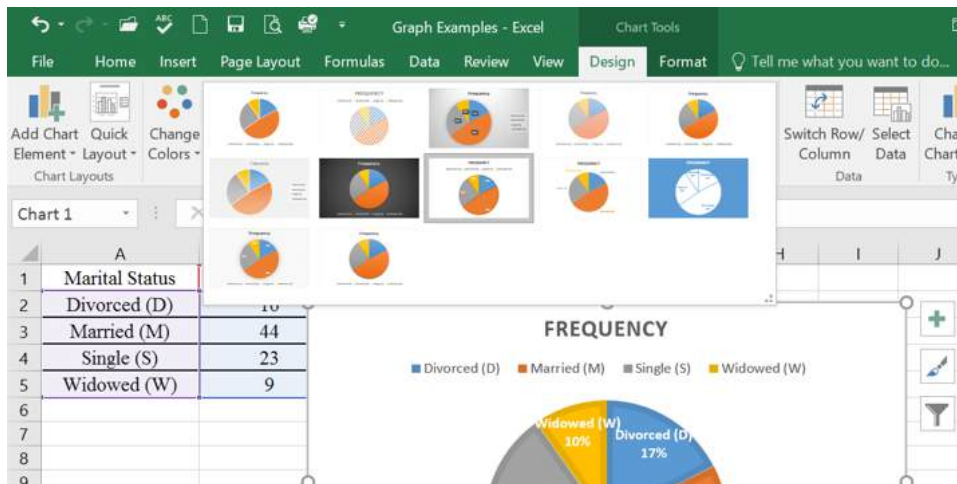 ABC
Graph Examples - Excel
Chart Tools
File Home Insert Page Layout Formulas Data Review View Design Format Tell me what you want to do...
Add Chart Element
Quick Layout
Change Colors
Switch Row/ Column
Select Data
Chart Layouts
Data
Chart 1
A H I J
1 Marital Status
2 Divorced (D)
3 Married (M) 44
4 Single (S) 23
5 Widowed (W) 9
6
7
8
9
FREQUENCY
Divorced (D) Married (M) Single (S) Widowed (W)
Widowed (W)
10%
Divorced (D)
17%